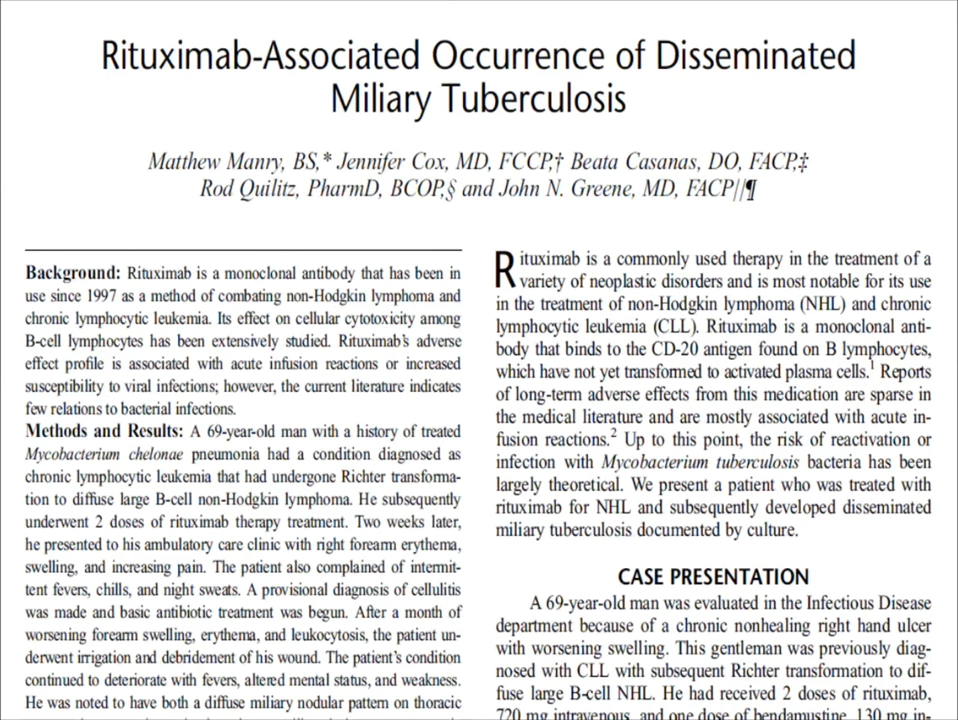 Rituximab-Associated Occurrence of Disseminated
Miliary Tuberculosis
Matthew Manry, BS,* Jennifer Cox, MD, FCCP,† Beata Casanas, DO, FACP,‡
Rod Quilitz, PharmD, BCOP,§ and John N. Greene, MD, FACP||¶
Background: Rituximab is a monoclonal antibody that has been in
use since 1997 as a method of combating non-Hodgkin lymphoma and
chronic lymphocytic leukemia. Its effect on cellular cytotoxicity among
B-cell lymphocytes has been extensively studied. Rituximab's adverse
effect profile is associated with acute infusion reactions or increased
susceptibility to viral infections; however, the current literature indicates
few relations to bacterial infections.
Methods and Results: A 69-year-old man with a history of treated
Mycobacterium chelonae pneumonia had a condition diagnosed as
chronic lymphocytic leukemia that had undergone Richter transforma-
tion to diffuse large B-cell non-Hodgkin lymphoma. He subsequently
underwent 2 doses of rituximab therapy treatment. Two weeks later,
he presented to his ambulatory care clinic with right forearm erythema,
swelling, and increasing pain. The patient also complained of intermit-
tent fevers, chills, and night sweats. A provisional diagnosis of cellulitis
was made and basic antibiotic treatment was begun. After a month of
worsening forearm swelling, erythema, and leukocytosis, the patient un-
derwent irrigation and debridement of his wound. The patient's condition
continued to deteriorate with fevers, altered mental status, and weakness.
He was noted to have both a diffuse miliary nodular pattern on thoracic
Rituximab is a commonly used therapy in the treatment of a
variety of neoplastic disorders and is most notable for its use
in the treatment of non-Hodgkin lymphoma (NHL) and chronic
lymphocytic leukemia (CLL). Rituximab is a monoclonal anti-
body that binds to the CD-20 antigen found on B lymphocytes,
which have not yet transformed to activated plasma cells.1 Reports
of long-term adverse effects from this medication are sparse in
the medical literature and are mostly associated with acute in-
fusion reactions.2 Up to this point, the risk of reactivation or
infection with Mycobacterium tuberculosis bacteria has been
largely theoretical. We present a patient who was treated with
rituximab for NHL and subsequently developed disseminated
miliary tuberculosis documented by culture.
CASE PRESENTATION
A 69-year-old man was evaluated in the Infectious Disease
department because of a chronic nonhealing right hand ulcer
with worsening swelling. This gentleman was previously diag-
nosed with CLL with subsequent Richter transformation to dif-
fuse large B-cell NHL. He had received 2 doses of rituximab,
720 mg intravenous, and one dose of bendamustine, 130 mg in-